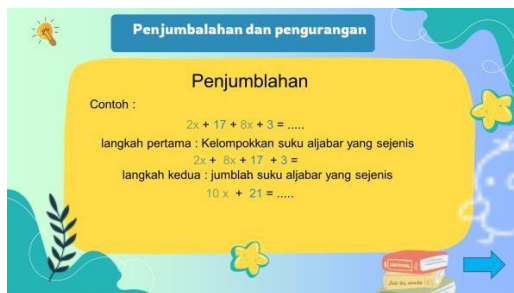 Penjumbalahan dan pengurangan
Penjumblahan
Contoh :
2x + 17 + 8x + 3 = .....
langkah pertama : Kelompokkan suku aljabar yang sejenis
2x + 8x + 17 + 3 =
langkah kedua : jumblah suku aljabar yang sejenis
10 x + 21 = .....